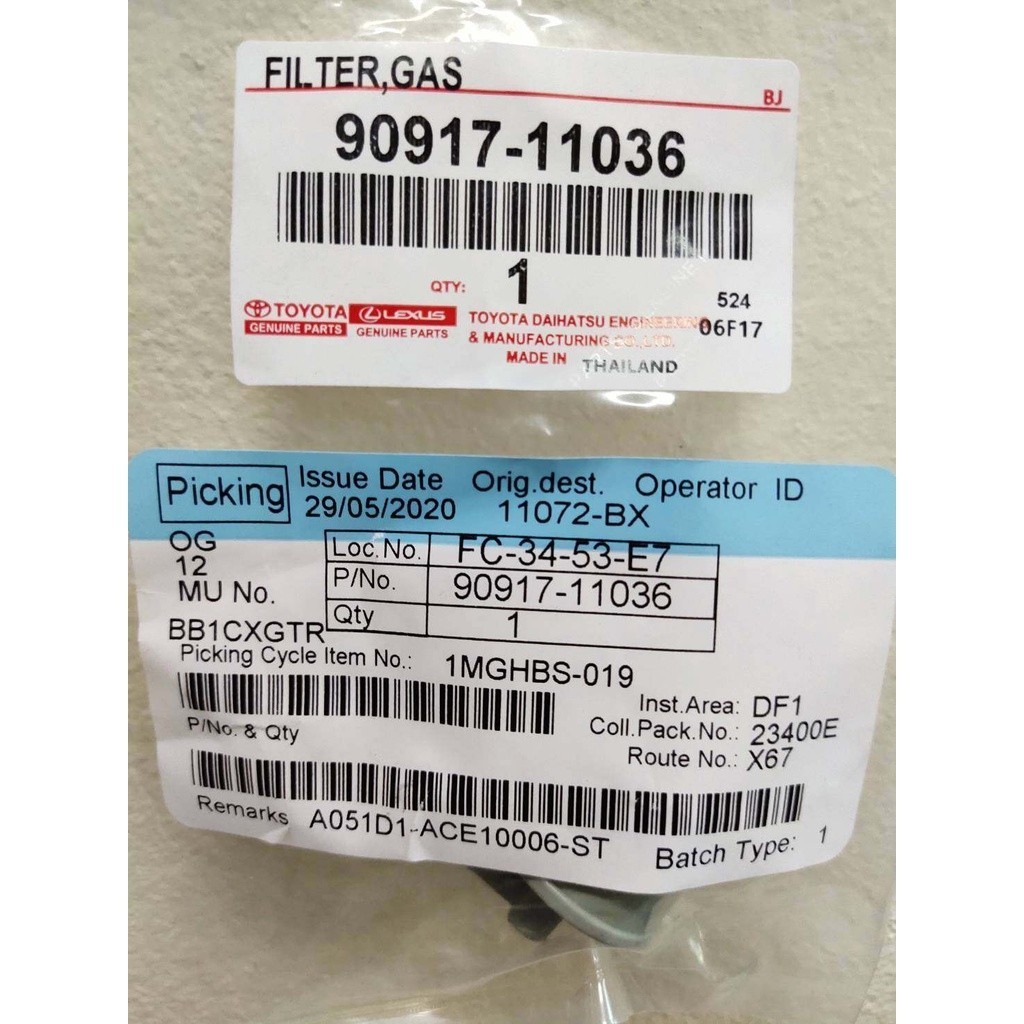 FILTER,GAS
BJ
90917-11036
QTY: 1
TOYOTA
GENUINE PARTS
LEXUS
GENUINE PARTS
TOYOTA DAIHATSU ENGINEERING
& MANUFACTURING CO.,LTD.
MADE IN THAILAND
524
06F17
Picking
Issue Date Orig.dest. Operator ID
29/05/2020 11072-BX
OG
12
MU No.
BB1CXGTR
Loc.No. FC-34-53-E7
P/No. 90917-11036
Qty 1
Picking Cycle Item No.: 1MGHBS-019
Inst.Area: DF1
Coll.Pack.No.: 23400E
Route No.: X67
P/No. & Qty
Remarks A051D1-ACE10006-ST
Batch Type: 1